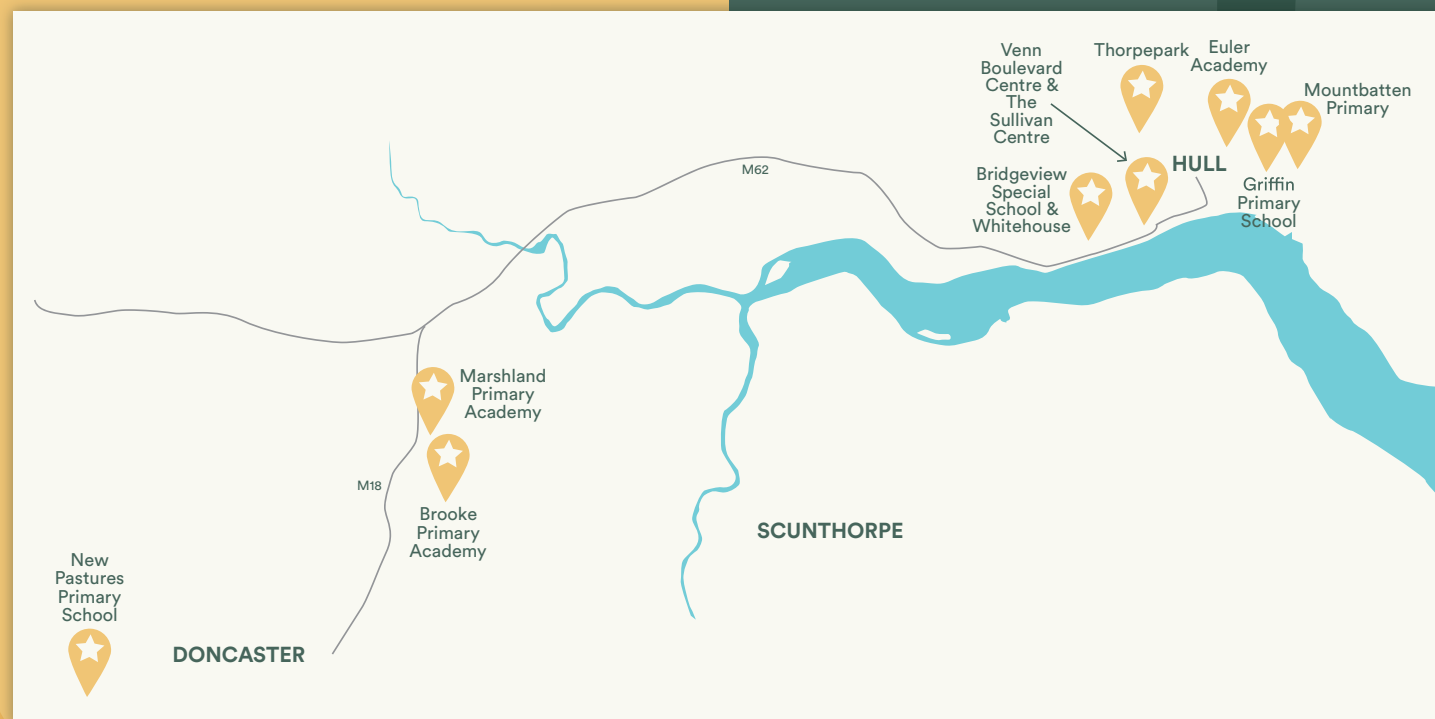 Venn
Boulevard
Centre &
The
Sullivan
Centre
Thorpepark
Euler
Academy
Mountbatten
Primary
HULL
Bridgeview
Special
School &
Whitehouse
Griffin
Primary
School
M62
Marshland
Primary
Academy
M18
Brooke
Primary
Academy
SCUNTHORPE
New
Pastures
Primary
School
DONCASTER